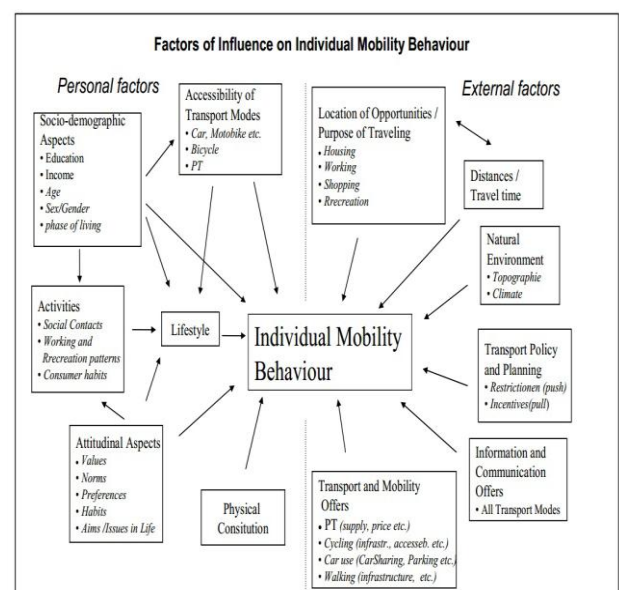 Factors of Influence on Individual Mobility Behaviour
Personal factors
External factors
Socio-demographic
Aspects
• Education
• Income
• Age
• Sex/Gender
• phase of living
Accessibility of
Transport Modes
• Car, Motobike etc.
• Bicycle
• PT
Location of Opportunities /
Purpose of Traveling
• Housing
• Working
• Shopping
• Rrecreation
Distances /
Travel time
Natural
Environment
• Topographie
• Climate
Activities
• Social Contacts
• Working and
Rrecreation patterns
• Consumer habits
Lifestyle
Individual Mobility
Behaviour
Transport Policy
and Planning
• Restrictionen (push)
• Incentives(pull)
Attitudinal Aspects
• Values
• Norms
• Preferences
• Habits
• Aims /Issues in Life
Physical
Consitution
Transport and Mobility
Offers
• PT (supply, price etc.)
• Cycling (infrastr., accesseb. etc.)
• Car use (CarSharing, Parking etc.)
• Walking (infrastructure, etc.)
Information and
Communication
Offers
• All Transport Modes